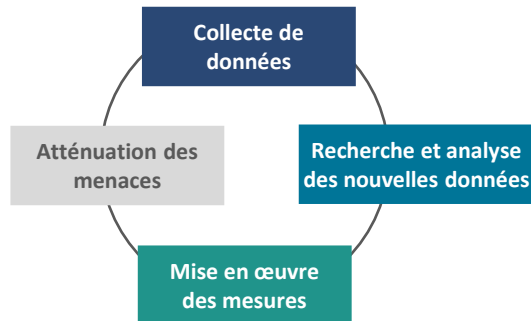 Collecte de
données
Atténuation des
menaces
Recherche et analyse
des nouvelles données
Mise en œuvre
des mesures